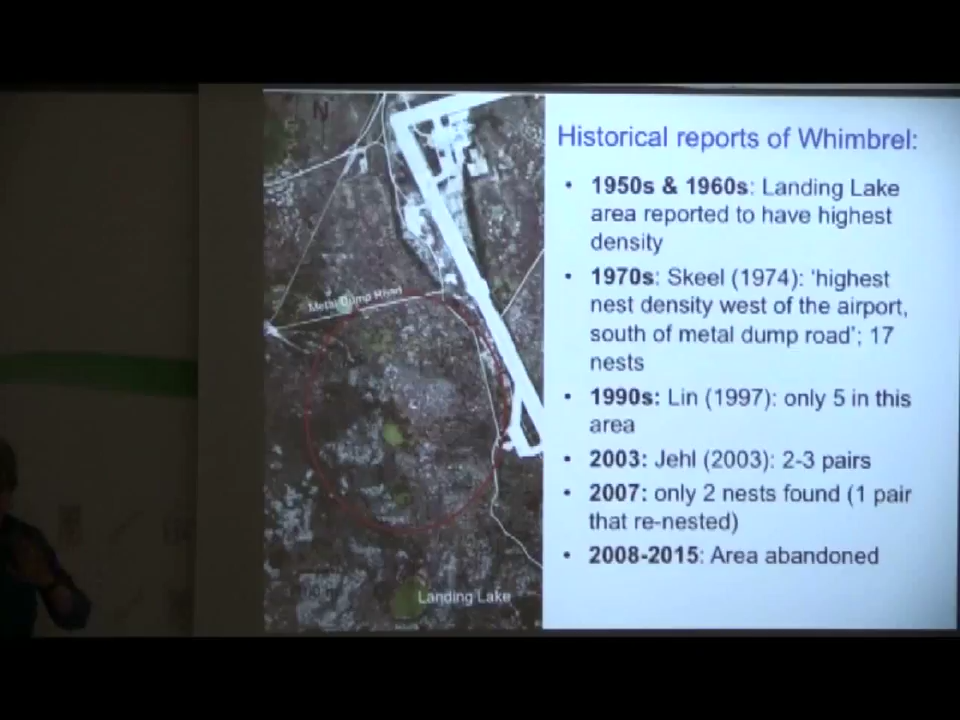 N
Metal Dump Road
Landing Lake
Historical reports of Whimbrel:
• 1950s & 1960s: Landing Lake
area reported to have highest
density
• 1970s: Skeel (1974): ‘highest
nest density west of the airport,
south of metal dump road’; 17
nests
• 1990s: Lin (1997): only 5 in this
area
• 2003: Jehl (2003): 2-3 pairs
• 2007: only 2 nests found (1 pair
that re-nested)
• 2008-2015: Area abandoned